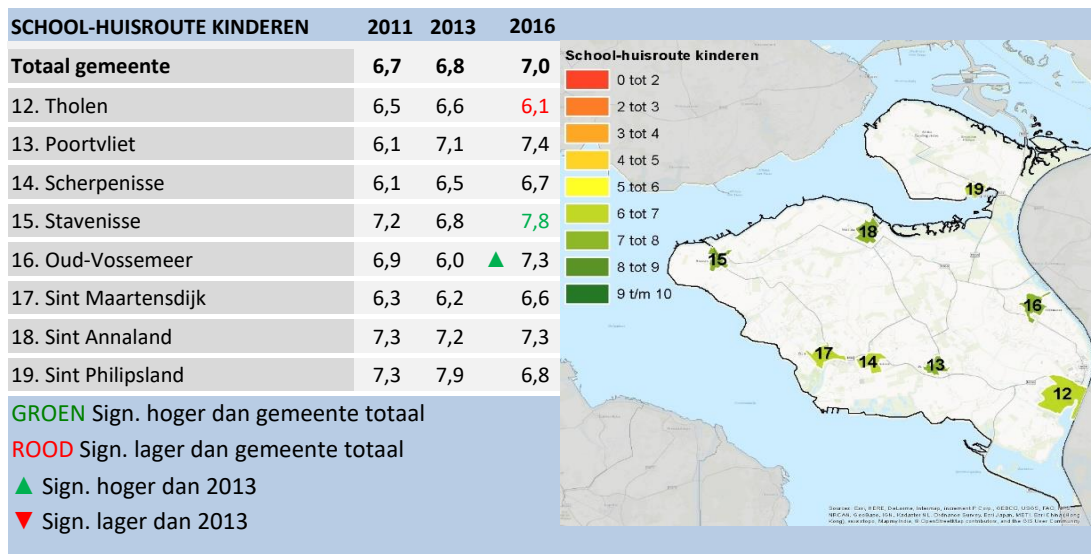 SCHOOL-HUISROUTE KINDEREN 2011 2013 2016
Totaal gemeente 6,7 6,8 7,0
12. Tholen 6,5 6,6 6,1
13. Poortvliet 6,1 7,1 7,4
14. Scherpenisse 6,1 6,5 6,7
15. Stavenisse 7,2 6,8 7,8
16. Oud-Vossemeer 6,9 6,0 ▲ 7,3
17. Sint Maartensdijk 6,3 6,2 6,6
18. Sint Annaland 7,3 7,2 7,3
19. Sint Philipsland 7,3 7,9 6,8
GROEN Sign. hoger dan gemeente totaal
ROOD Sign. lager dan gemeente totaal
▲ Sign. hoger dan 2013
▼ Sign. lager dan 2013
School-huisroute kinderen
0 tot 2
2 tot 3
3 tot 4
4 tot 5
5 tot 6
6 tot 7
7 tot 8
8 tot 9
9 t/m 10
19
18
15
16
17
14
13
12